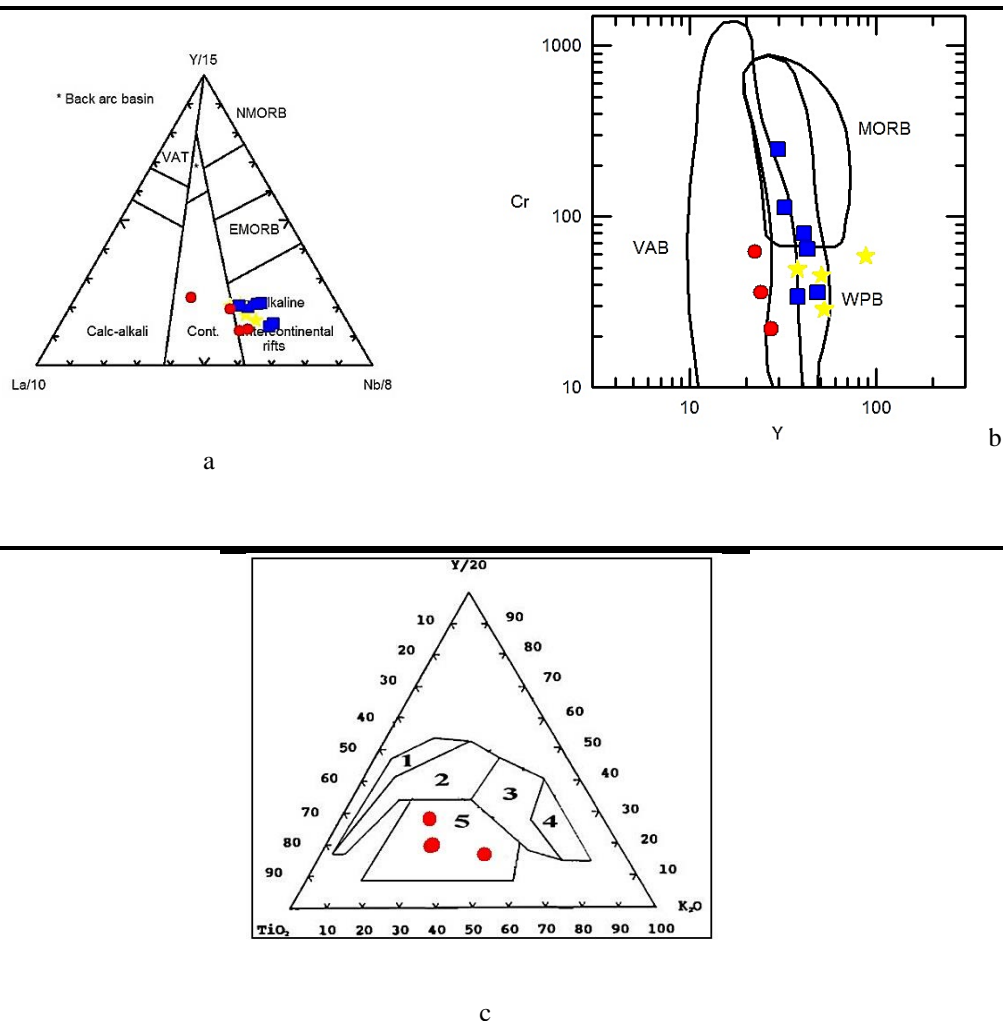 Y/15
* Back arc basin
NMORB
VAT
*
EMORB
alkaline
Calc-alkali
Cont.
Intercontinental
rifts
La/10
Nb/8
a
1000
MORB
Cr
100
VAB
WPB
10
10
100
Y
b
Y/20
10
90
20
80
30
70
40
60
50
50
1
60
40
2
3
70
30
5
4
80
20
90
10
TiO₂
K₂O
10 20 30 40 50 60 70 80 90 100
c